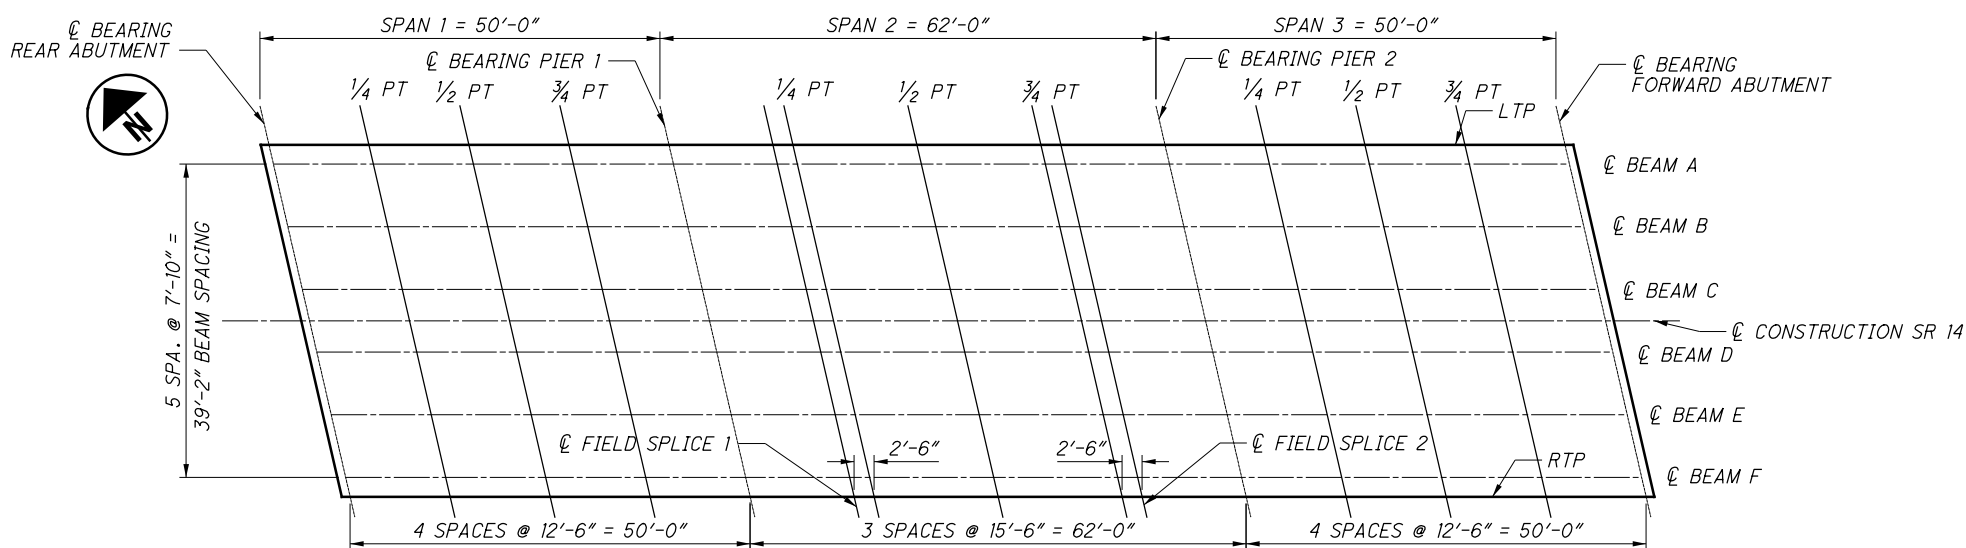 SPAN 1 = 50'-0"
SPAN 2 = 62'-0"
SPAN 3 = 50'-0"
℄ BEARING
REAR ABUTMENT
℄ BEARING PIER 1
℄ BEARING PIER 2
℄ BEARING
FORWARD ABUTMENT
1/4 PT
1/2 PT
3/4 PT
1/4 PT
1/2 PT
3/4 PT
1/4 PT
1/2 PT
3/4 PT
LTP
N
℄ BEAM A
℄ BEAM B
℄ BEAM C
℄ CONSTRUCTION SR 14
℄ BEAM D
℄ BEAM E
℄ BEAM F
5 SPA. @ 7'-10" =
39'-2" BEAM SPACING
℄ FIELD SPLICE 1
2'-6"
2'-6"
℄ FIELD SPLICE 2
RTP
4 SPACES @ 12'-6" = 50'-0"
3 SPACES @ 15'-6" = 62'-0"
4 SPACES @ 12'-6" = 50'-0"